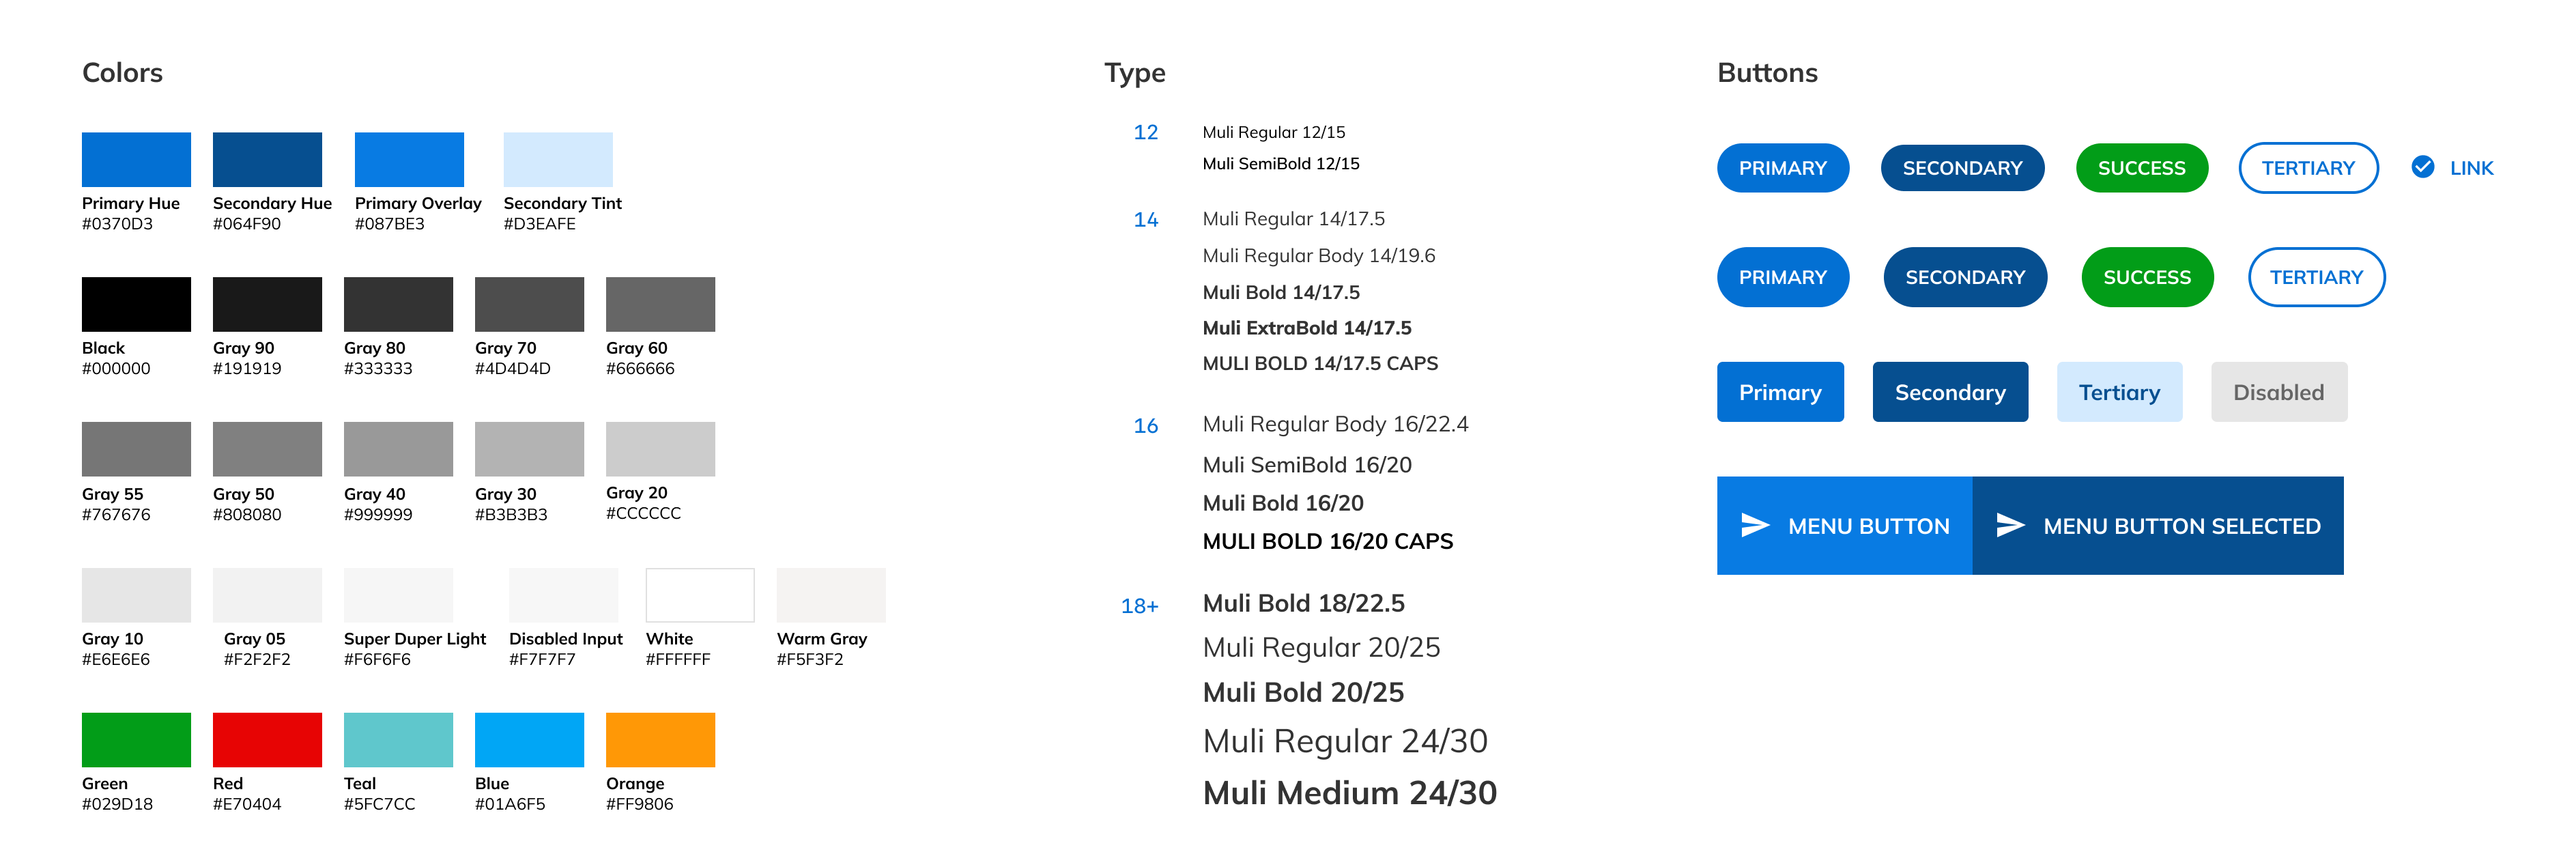 Colors
Primary Hue
#0370D3
Secondary Hue
#064F90
Primary Overlay
#087BE3
Secondary Tint
#D3EAFE
Black
#000000
Gray 90
#191919
Gray 80
#333333
Gray 70
#4D4D4D
Gray 60
#666666
Gray 55
#767676
Gray 50
#808080
Gray 40
#999999
Gray 30
#B3B3B3
Gray 20
#CCCCCC
Gray 10
#E6E6E6
Gray 05
#F2F2F2
Super Duper Light
#F6F6F6
Disabled Input
#F7F7F7
White
#FFFFFF
Warm Gray
#F5F3F2
Green
#029D18
Red
#E70404
Teal
#5FC7CC
Blue
#01A6F5
Orange
#FF9806
Type
12
Muli Regular 12/15
Muli SemiBold 12/15
14
Muli Regular 14/17.5
Muli Regular Body 14/19.6
Muli Bold 14/17.5
Muli ExtraBold 14/17.5
MULI BOLD 14/17.5 CAPS
16
Muli Regular Body 16/22.4
Muli SemiBold 16/20
Muli Bold 16/20
MULI BOLD 16/20 CAPS
18+
Muli Bold 18/22.5
Muli Regular 20/25
Muli Bold 20/25
Muli Regular 24/30
Muli Medium 24/30
Buttons
PRIMARY
SECONDARY
SUCCESS
TERTIARY
LINK
PRIMARY
SECONDARY
SUCCESS
TERTIARY
Primary
Secondary
Tertiary
Disabled
MENU BUTTON
MENU BUTTON SELECTED